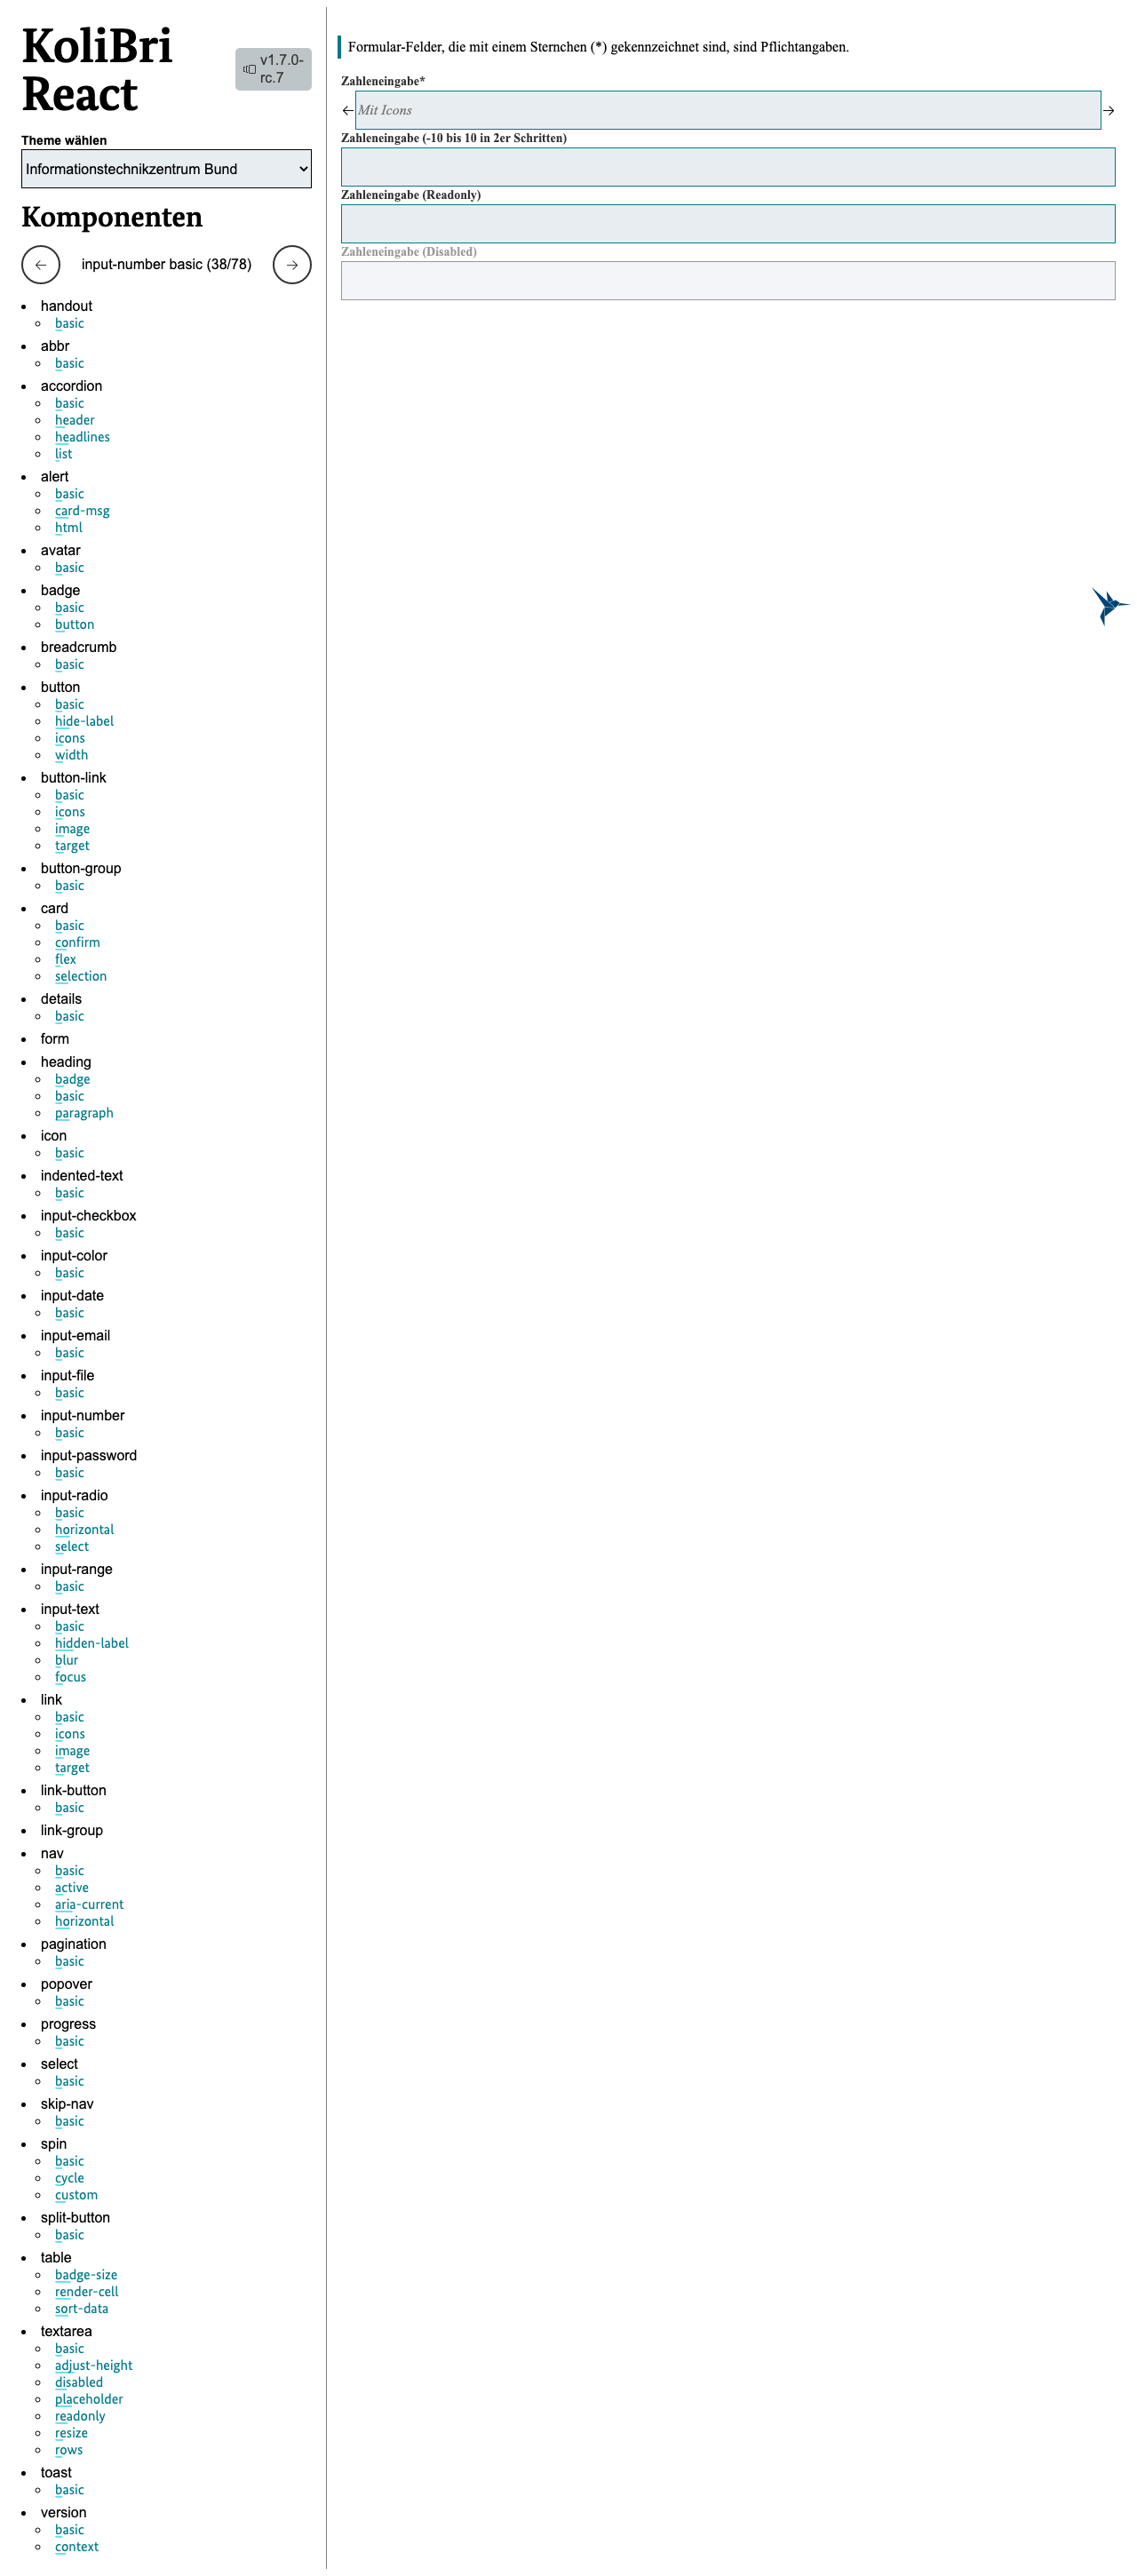 KoliBri
React
v1.7.0-
rc.7
Theme wählen
Informationstechnikzentrum Bund
Komponenten
input-number basic (38/78)
handout
basic
abbr
basic
accordion
basic
header
headlines
list
alert
basic
card-msg
html
avatar
basic
badge
basic
button
breadcrumb
basic
button
basic
hide-label
icons
width
button-link
basic
icons
image
target
button-group
basic
card
basic
confirm
flex
selection
details
basic
form
heading
badge
basic
paragraph
icon
basic
indented-text
basic
input-checkbox
basic
input-color
basic
input-date
basic
input-email
basic
input-file
basic
input-number
basic
input-password
basic
input-radio
basic
horizontal
select
input-range
basic
input-text
basic
hidden-label
blur
focus
link
basic
icons
image
target
link-button
basic
link-group
nav
basic
active
aria-current
horizontal
pagination
basic
popover
basic
progress
basic
select
basic
skip-nav
basic
spin
basic
cycle
custom
split-button
basic
table
badge-size
render-cell
sort-data
textarea
basic
adjust-height
disabled
placeholder
readonly
resize
rows
toast
basic
version
basic
context
Formular-Felder, die mit einem Sternchen (*) gekennzeichnet sind, sind Pflichtangaben.
Zahleneingabe*
Mit Icons
Zahleneingabe (-10 bis 10 in 2er Schritten)
Zahleneingabe (Readonly)
Zahleneingabe (Disabled)